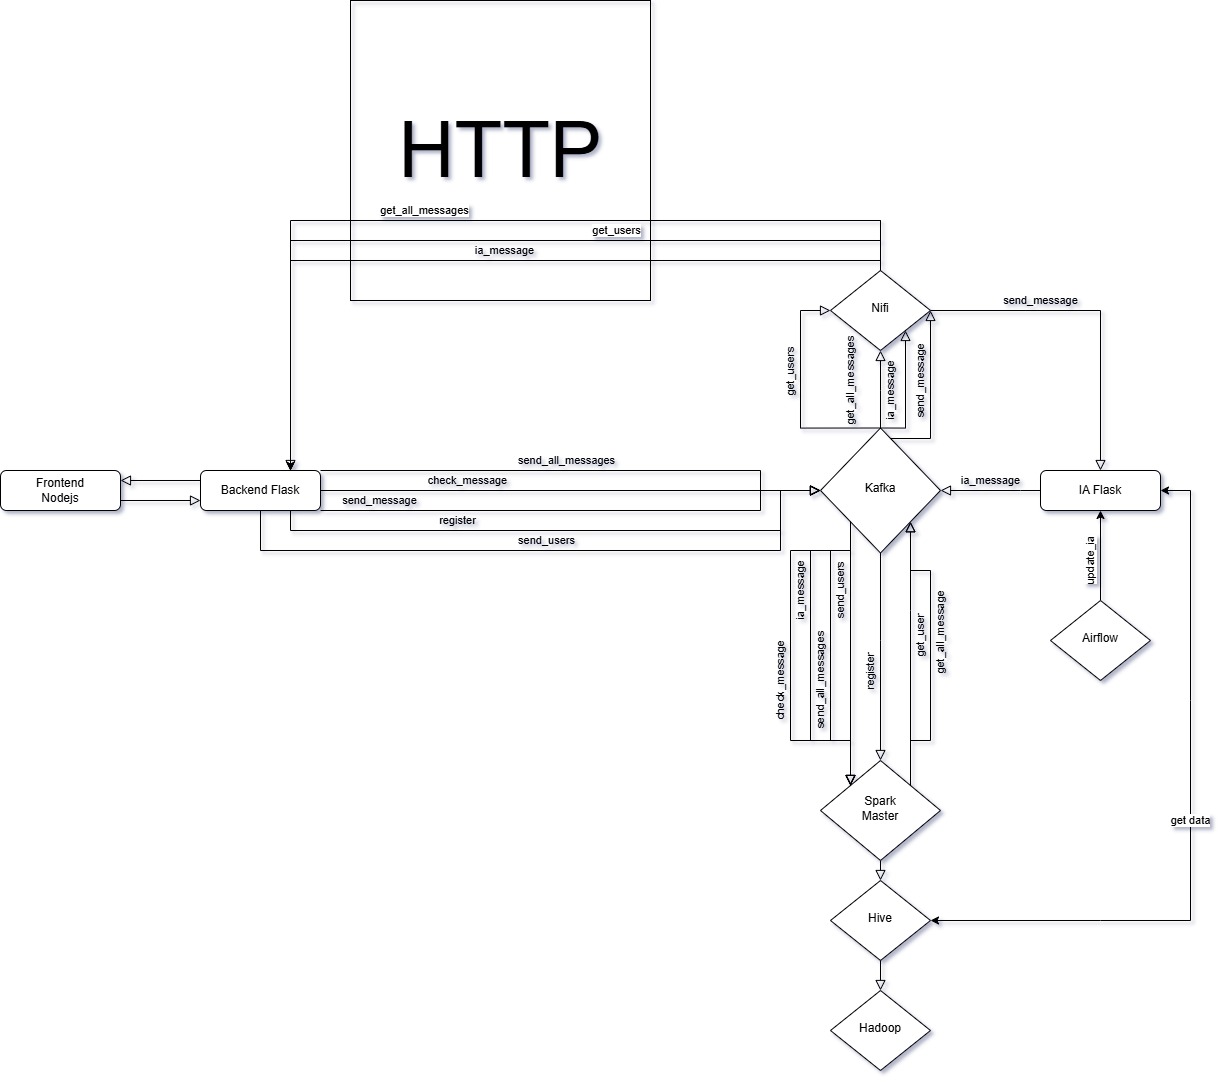 HTTP
get_all_messages
get_users
ia_message
Nifi
send_message
get_users
get_all_messages
ia_message
send_message
Frontend
Nodejs
Backend Flask
send_all_messages
check_message
send_message
register
send_users
Kafka
ia_message
IA Flask
update_ia
Airflow
check_message
ia_message
send_all_messages
send_users
register
get_user
get_all_message
Spark
Master
get data
Hive
Hadoop